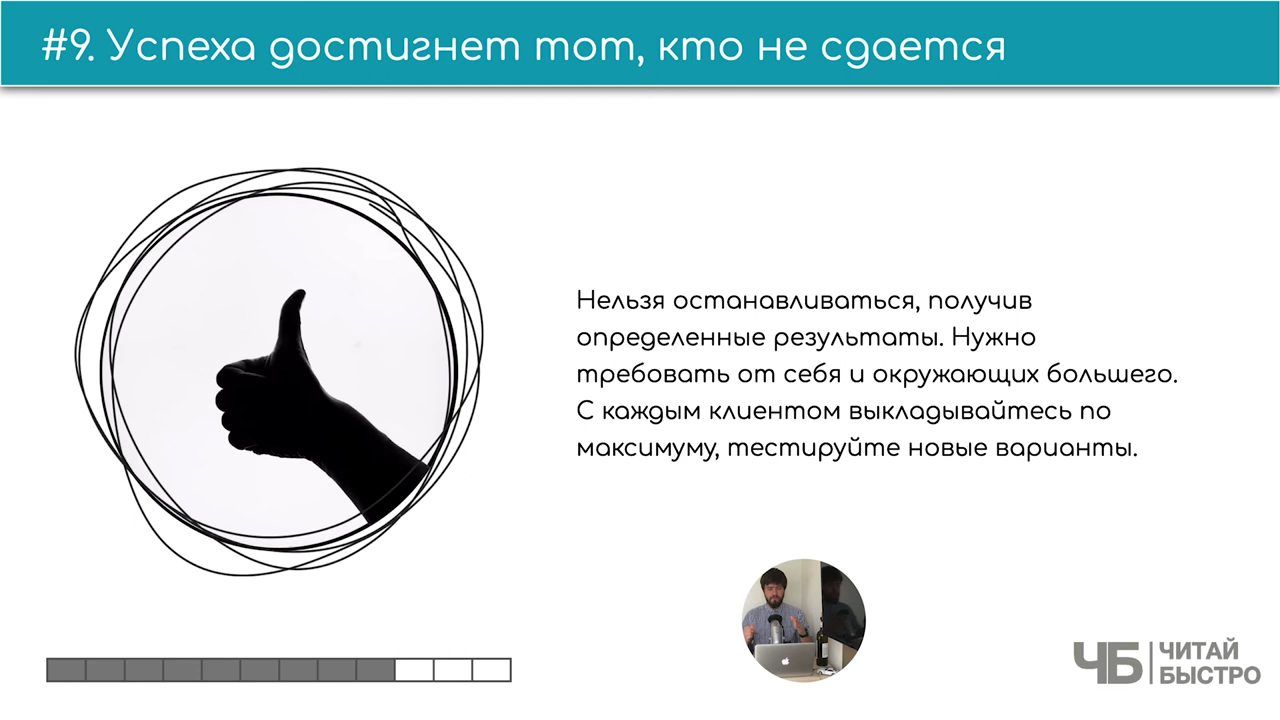 #9. Успеха достигнет тот, кто не сдается
Нельзя останавливаться, получив
определенные результаты. Нужно
требовать от себя и окружающих большего.
С каждым клиентом выкладывайтесь по
максимуму, тестируйте новые варианты.
ЧБ
ЧИТАЙ
БЫСТРО